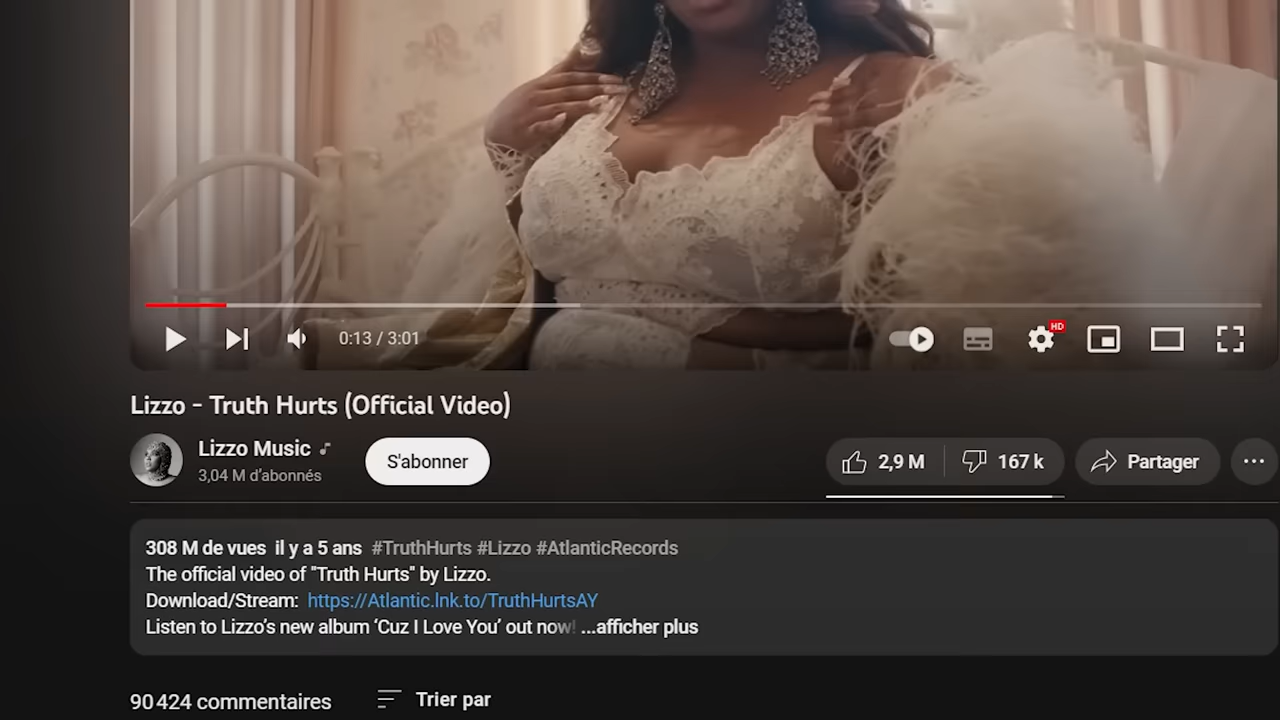 0:13 / 3:01
HD
Lizzo - Truth Hurts (Official Video)
Lizzo Music
3,04 M d'abonnés
S'abonner
2,9 M
167 k
Partager
308 M de vues il y a 5 ans #TruthHurts #Lizzo #AtlanticRecords
The official video of "Truth Hurts" by Lizzo.
Download/Stream: https://Atlantic.lnk.to/TruthHurtsAY
Listen to Lizzo's new album ‘Cuz I Love You’ out now! ...afficher plus
90 424 commentaires
Trier par